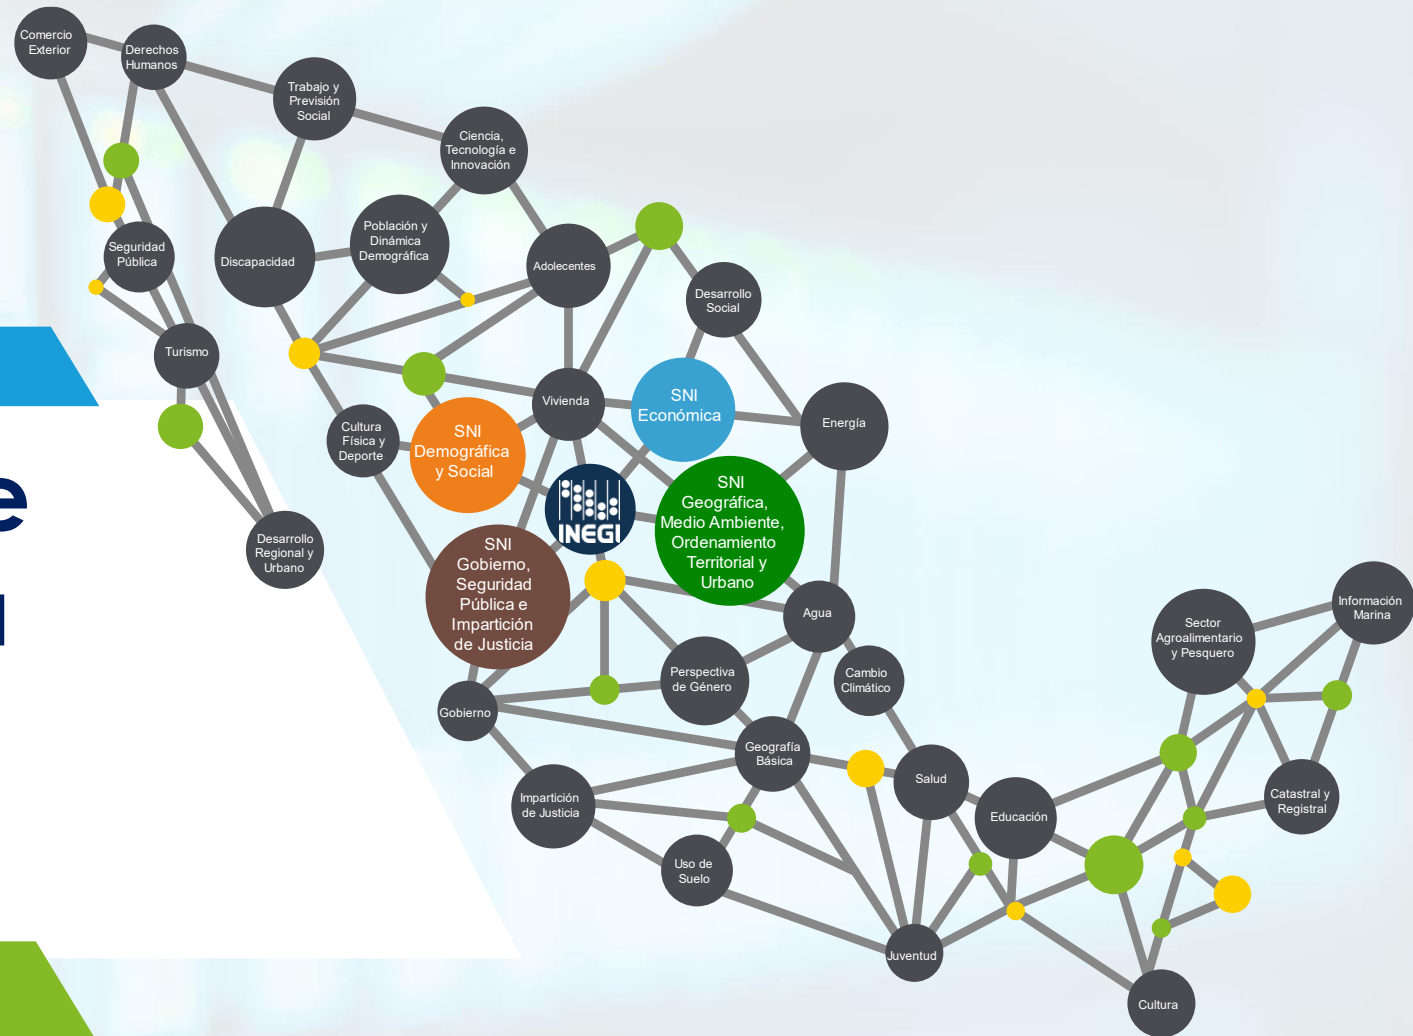 Comercio
Exterior
Derechos
Humanos
Trabajo y
Previsión
Social
Ciencia,
Tecnología e
Innovación
Seguridad
Pública
Discapacidad
Población y
Dinámica
Demográfica
Adolecentes
Desarrollo
Social
Turismo
Vivienda
SNI
Económica
Energía
Cultura
Física y
Deporte
SNI
Demográfica
y Social
INEGI
SNI
Geográfica,
Medio Ambiente,
Ordenamiento
Territorial y
Urbano
e
Desarrollo
Regional y
Urbano
SNI
Gobierno,
Seguridad
Pública e
Impartición
de Justicia
Agua
Sector
Agroalimentario
y Pesquero
Información
Marina
Perspectiva
de Género
Cambio
Climático
Gobierno
Geografía
Básica
Salud
Impartición
de Justicia
Educación
Catastral y
Registral
Uso de
Suelo
Juventud
Cultura